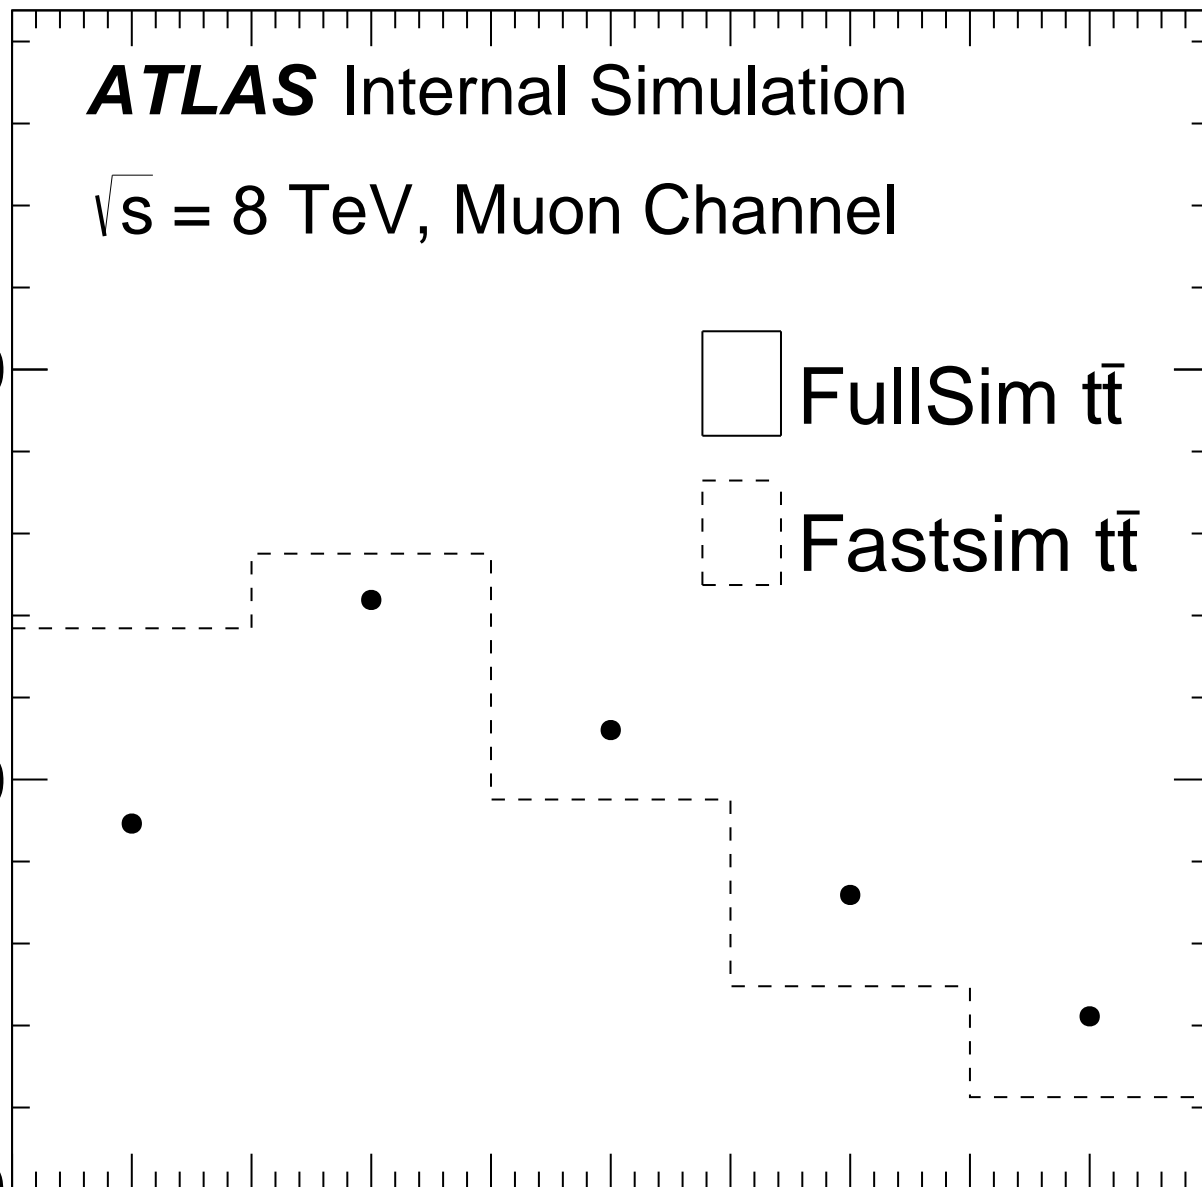 ATLAS Internal Simulation
√s = 8 TeV, Muon Channel
FullSim tt̄
Fastsim tt̄